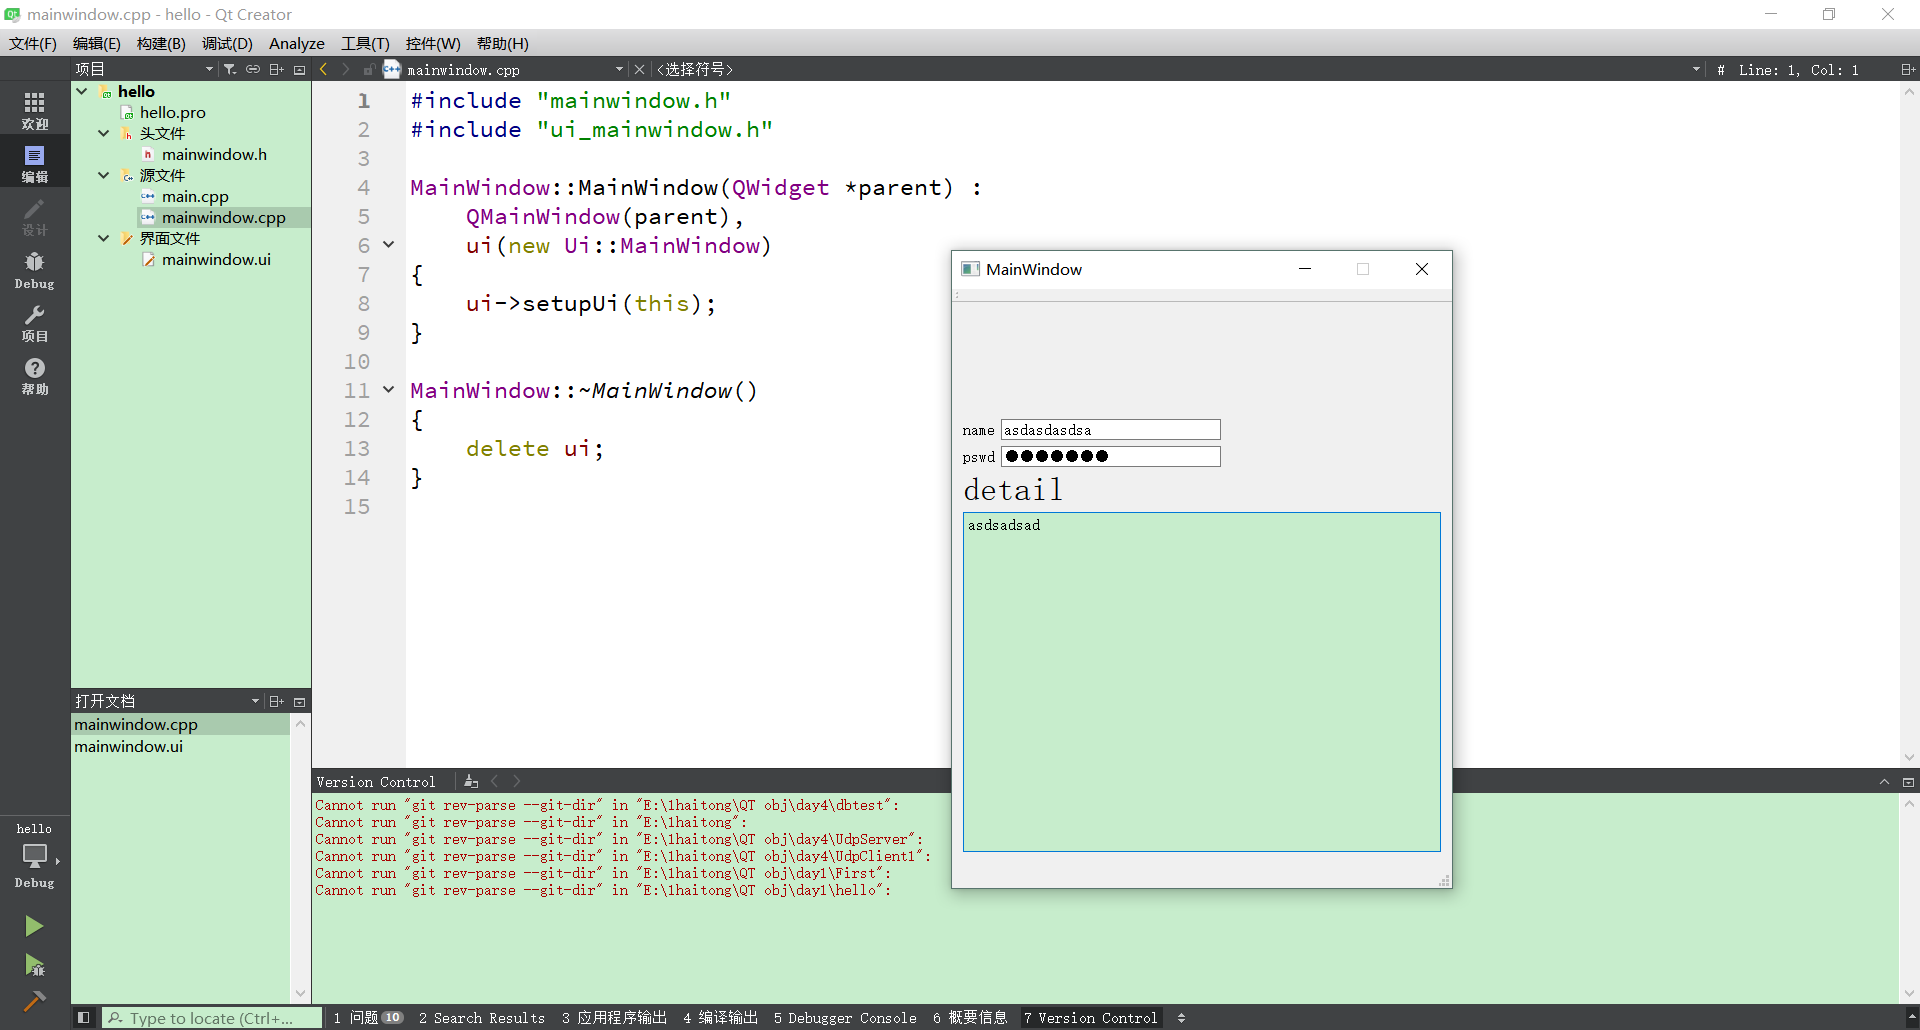 mainwindow.cpp - hello - Qt Creator
文件(F) 编辑(E) 构建(B) 调试(D) Analyze 工具(T) 控件(W) 帮助(H)
项目
mainwindow.cpp <选择符号> # Line: 1, Col: 1
欢迎
编辑
设计
Debug
项目
帮助
hello
hello.pro
头文件
mainwindow.h
源文件
main.cpp
mainwindow.cpp
界面文件
mainwindow.ui
1 #include "mainwindow.h"
2 #include "ui_mainwindow.h"
3
4 MainWindow::MainWindow(QWidget *parent) :
5 QMainWindow(parent),
6 ui(new Ui::MainWindow)
7 {
8 ui->setupUi(this);
9 }
10
11 MainWindow::~MainWindow()
12 {
13 delete ui;
14 }
15
MainWindow
name asdasdasdsa
pswd ●●●●●●●
detail
asdsadsad
打开文档
mainwindow.cpp
mainwindow.ui
Version Control
Cannot run "git rev-parse --git-dir" in "E:\1haitong\QT obj\day4\dbtest":
Cannot run "git rev-parse --git-dir" in "E:\1haitong":
Cannot run "git rev-parse --git-dir" in "E:\1haitong\QT obj\day4\UdpServer":
Cannot run "git rev-parse --git-dir" in "E:\1haitong\QT obj\day4\UdpClient1":
Cannot run "git rev-parse --git-dir" in "E:\1haitong\QT obj\day1\First":
Cannot run "git rev-parse --git-dir" in "E:\1haitong\QT obj\day1\hello":
hello
Debug
Type to locate (Ctrl+...
1 问题 10 2 Search Results 3 应用程序输出 4 编译输出 5 Debugger Console 6 概要信息 7 Version Control